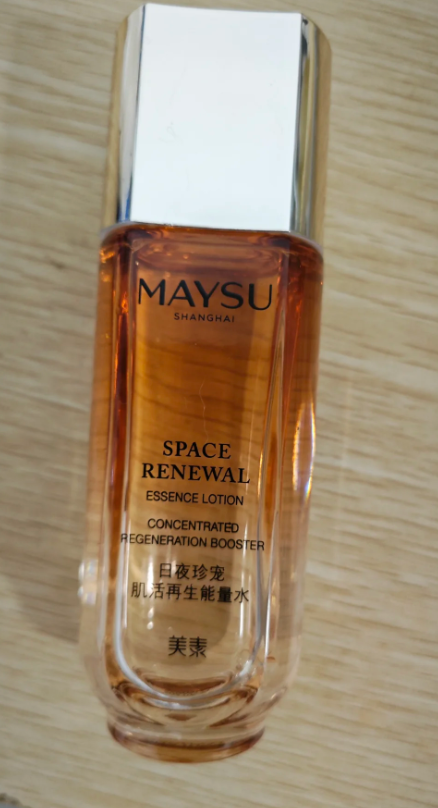 MAYSU
SHANGHAI
SPACE
RENEWAL
ESSENCE LOTION
CONCENTRATED
REGENERATION BOOSTER
日夜珍宠
肌活再生能量水
美素